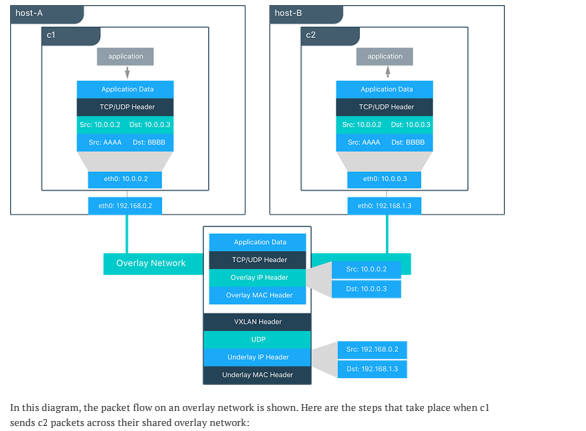 host-A
c1
application
Application Data
TCP/UDP Header
Src: 10.0.0.2 Dst: 10.0.0.3
Src: AAAA Dst: BBBB
eth0: 10.0.0.2
eth0: 192.168.0.2
host-B
c2
application
Application Data
TCP/UDP Header
Src: 10.0.0.2 Dst: 10.0.0.3
Src: AAAA Dst: BBBB
eth0: 10.0.0.3
eth0: 192.168.1.3
Overlay Network
Application Data
TCP/UDP Header
Overlay IP Header
Overlay MAC Header
Src: 10.0.0.2
Dst: 10.0.0.3
VXLAN Header
UDP
Underlay IP Header
Underlay MAC Header
Src: 192.168.0.2
Dst: 192.168.1.3
In this diagram, the packet flow on an overlay network is shown. Here are the steps that take place when c1
sends c2 packets across their shared overlay network: